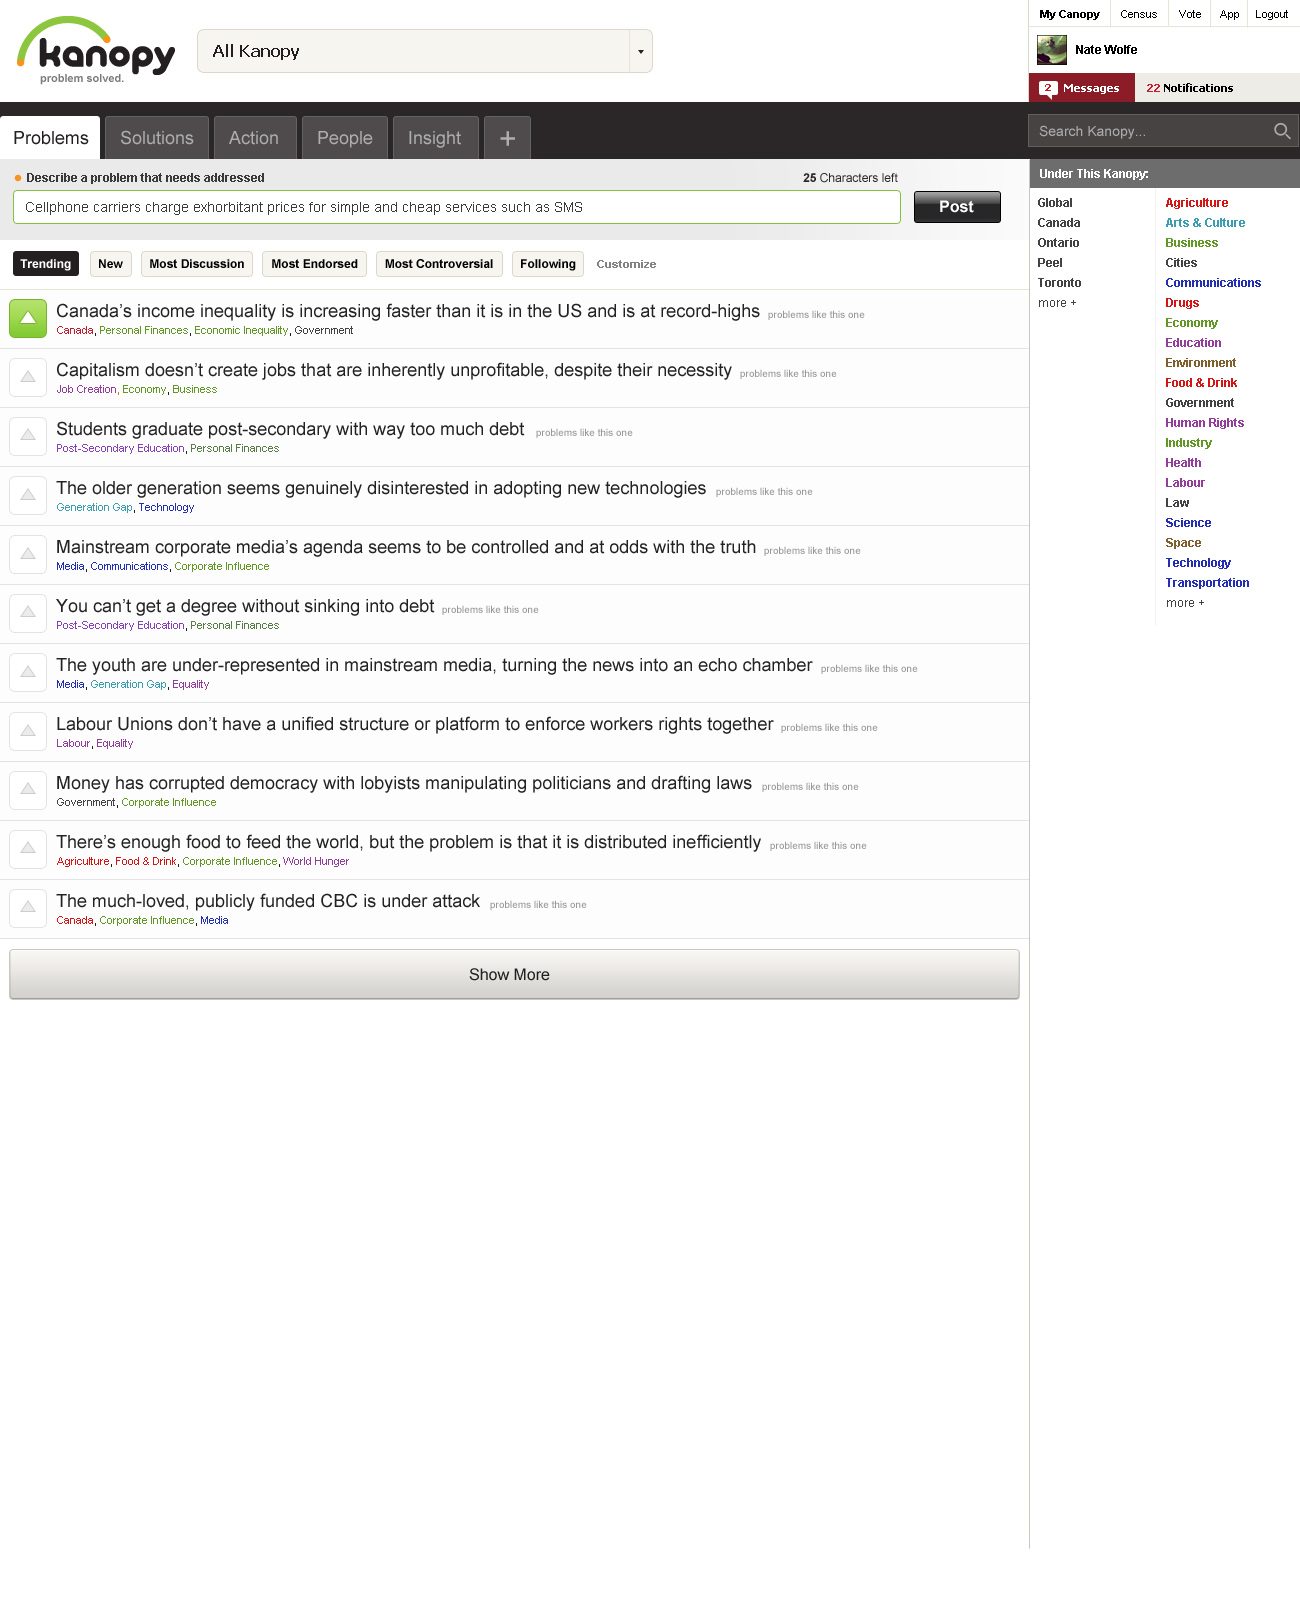 kanopy
problem solved.
All Kanopy
My Canopy Census Vote App Logout
Nate Wolfe
2 Messages 22 Notifications
Problems Solutions Action People Insight +
Search Kanopy...
Describe a problem that needs addressed 25 Characters left
Cellphone carriers charge exhorbitant prices for simple and cheap services such as SMS
Post
Trending New Most Discussion Most Endorsed Most Controversial Following Customize
Canada’s income inequality is increasing faster than it is in the US and is at record-highs problems like this one
Canada, Personal Finances, Economic Inequality, Government
Capitalism doesn’t create jobs that are inherently unprofitable, despite their necessity problems like this one
Job Creation, Economy, Business
Students graduate post-secondary with way too much debt problems like this one
Post-Secondary Education, Personal Finances
The older generation seems genuinely disinterested in adopting new technologies problems like this one
Generation Gap, Technology
Mainstream corporate media’s agenda seems to be controlled and at odds with the truth problems like this one
Media, Communications, Corporate Influence
You can’t get a degree without sinking into debt problems like this one
Post-Secondary Education, Personal Finances
The youth are under-represented in mainstream media, turning the news into an echo chamber problems like this one
Media, Generation Gap, Equality
Labour Unions don’t have a unified structure or platform to enforce workers rights together problems like this one
Labour, Equality
Money has corrupted democracy with lobyists manipulating politicians and drafting laws problems like this one
Government, Corporate Influence
There’s enough food to feed the world, but the problem is that it is distributed inefficiently problems like this one
Agriculture, Food & Drink, Corporate Influence, World Hunger
The much-loved, publicly funded CBC is under attack problems like this one
Canada, Corporate Influence, Media
Show More
Under This Kanopy:
Global
Canada
Ontario
Peel
Toronto
more +
Agriculture
Arts & Culture
Business
Cities
Communications
Drugs
Economy
Education
Environment
Food & Drink
Government
Human Rights
Industry
Health
Labour
Law
Science
Space
Technology
Transportation
more +